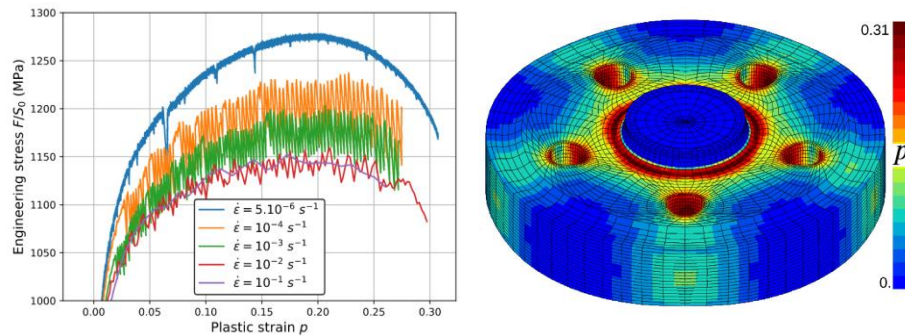 1300
1250
1200
1150
1100
1050
1000
Engineering stress F/S₀ (MPa)
ε̇ = 5.10⁻⁶ s⁻¹
ε̇ = 10⁻⁴ s⁻¹
ε̇ = 10⁻³ s⁻¹
ε̇ = 10⁻² s⁻¹
ε̇ = 10⁻¹ s⁻¹
0.00 0.05 0.10 0.15 0.20 0.25 0.30
Plastic strain p
0.31
p
0.